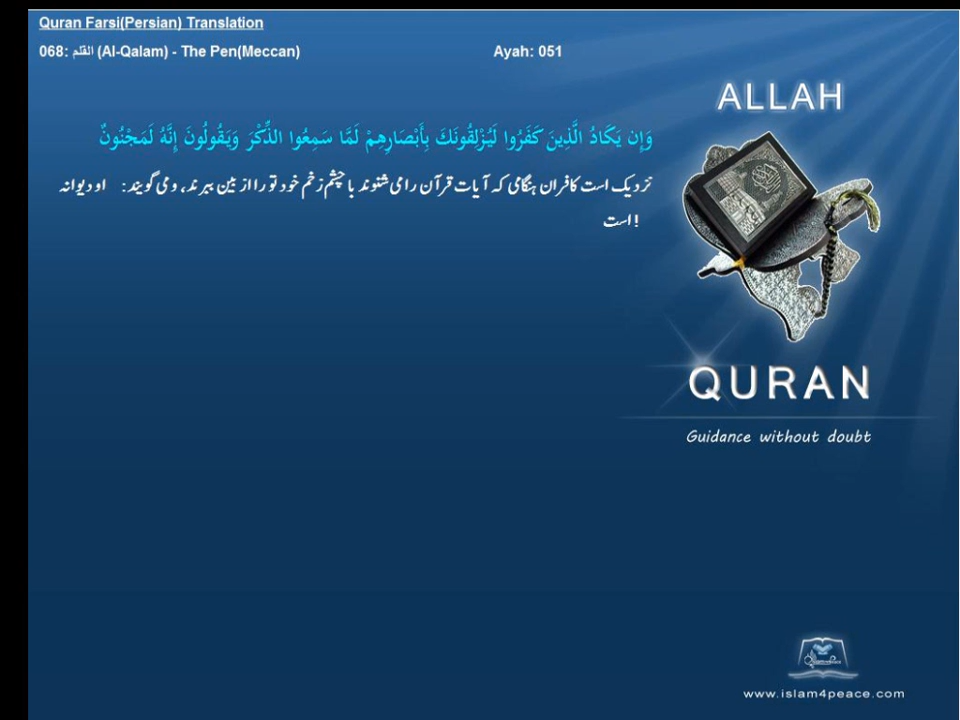 Quran Farsi(Persian) Translation
068: القلم (Al-Qalam) - The Pen(Meccan) Ayah: 051
ALLAH
وَإِن يَكَادُ الَّذِينَ كَفَرُوا لَيُزْلِقُونَكَ بِأَبْصَارِهِمْ لَمَّا سَمِعُوا الذِّكْرَ وَيَقُولُونَ إِنَّهُ لَمَجْنُونٌ
نزدیک است کافران هنگامی که آیات قرآن را می شنوند با چشم زخم خود تو را از بین ببرند، و می گویند: او دیوانه
است !
QURAN
Guidance without doubt
www.islam4peace.com